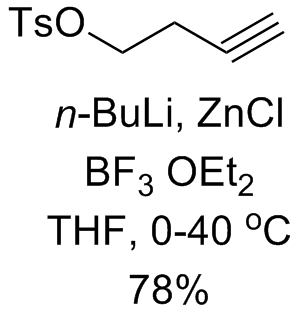 TsO
n-BuLi, ZnCl
BF3 OEt2
THF, 0-40 °C
78%